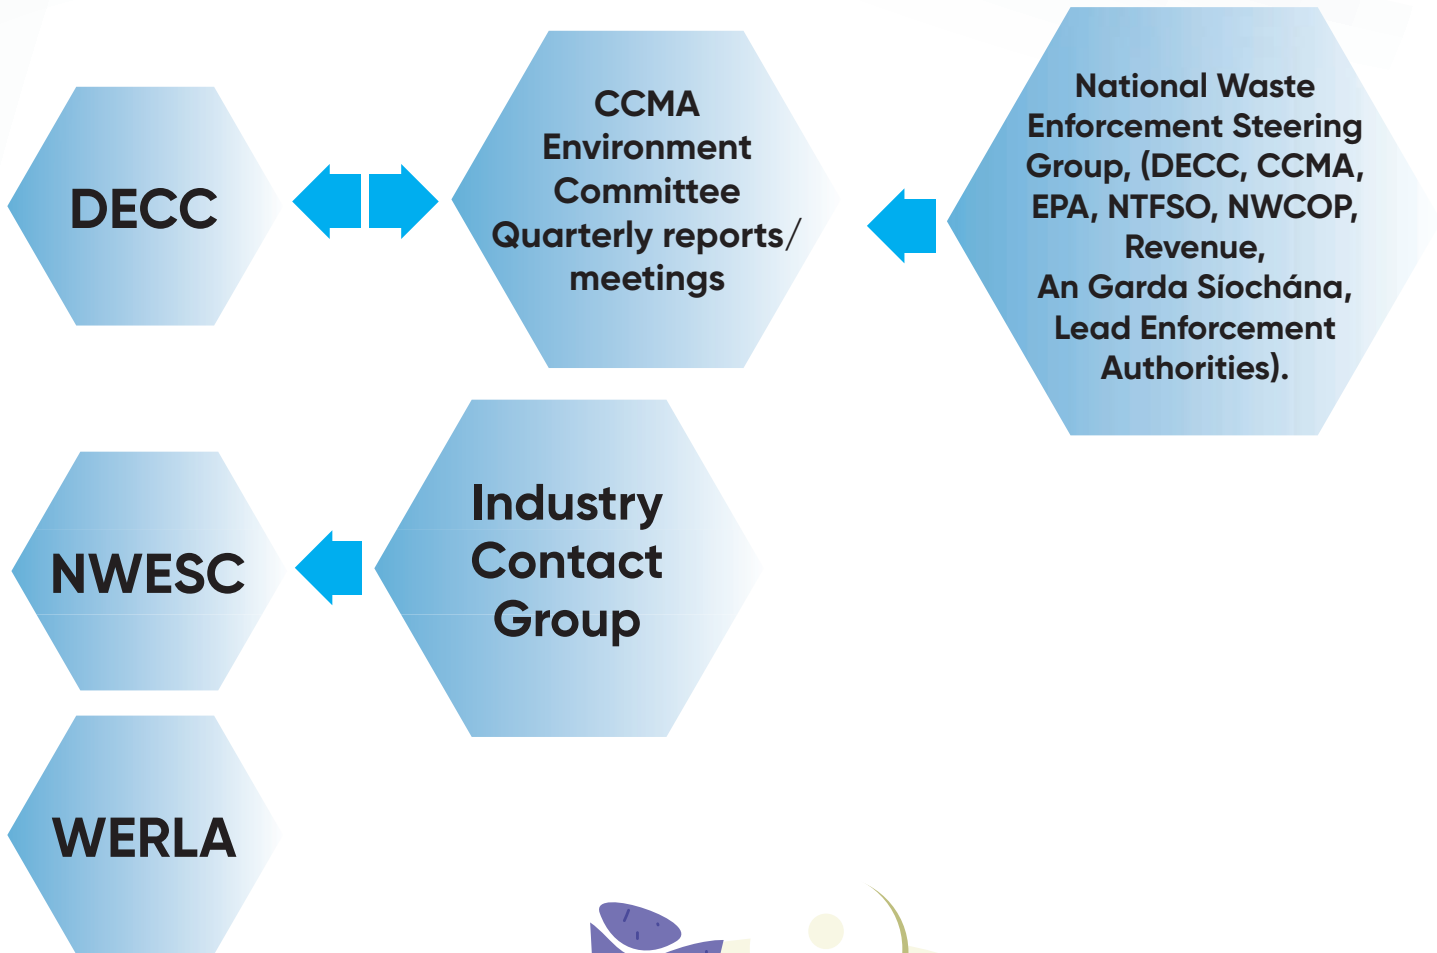 DECC
CCMA
Environment
Committee
Quarterly reports/
meetings
National Waste
Enforcement Steering
Group, (DECC, CCMA,
EPA, NTFSO, NWCOP,
Revenue,
An Garda Síochána,
Lead Enforcement
Authorities).
NWESC
Industry
Contact
Group
WERLA